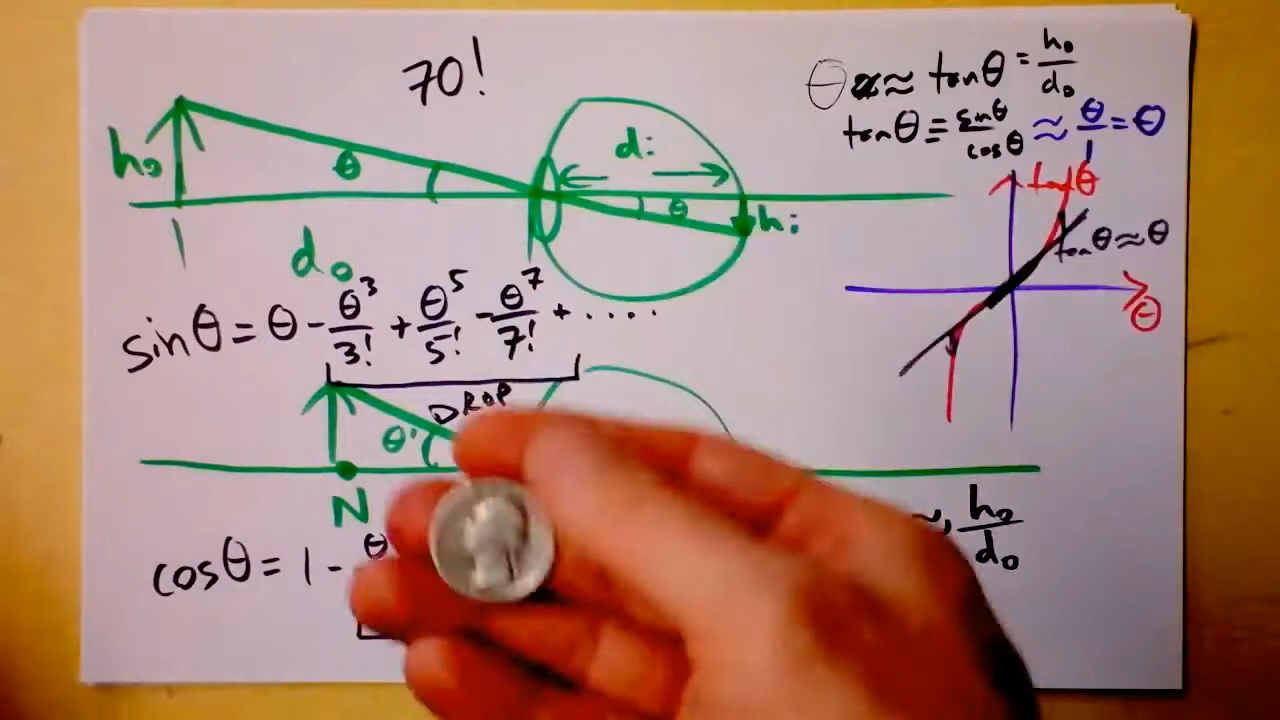 70!
θ ≈ tanθ = h₀/d₀
tanθ = sinθ/cosθ ≈ θ/1 = θ
h₀
θ
di
θ
hi
d₀
tanθ
tanθ≈θ
θ
sinθ = θ - θ³/3! + θ⁵/5! - θ⁷/7! + ....
DROP
θ'
N
h₀/d₀
cosθ = 1 - θ